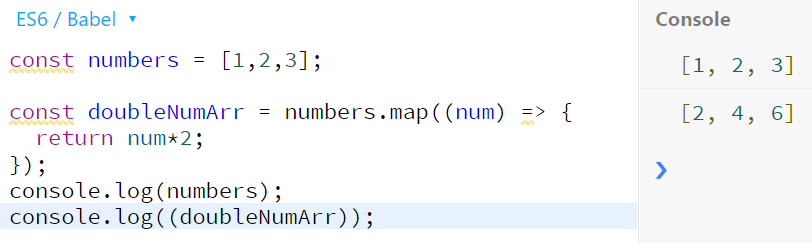 ES6 / Babel ▾
Console
const numbers = [1,2,3];
const doubleNumArr = numbers.map((num) => {
  return num*2;
});
console.log(numbers);
console.log((doubleNumArr));
[1, 2, 3]
[2, 4, 6]
❯